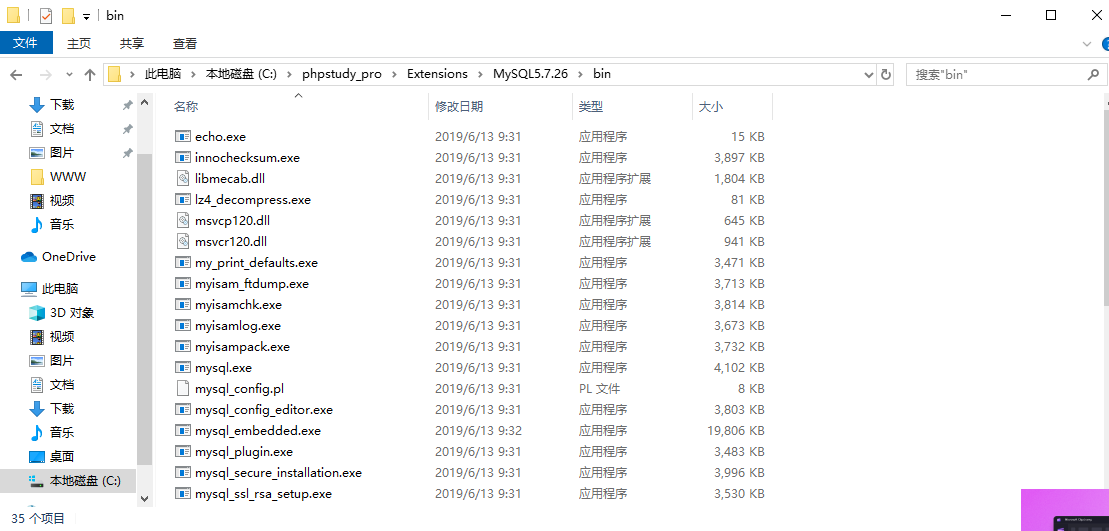 bin
文件 主页 共享 查看
此电脑 本地磁盘 (C:) phpstudy_pro Extensions MySQL5.7.26 bin 搜索"bin"
下载
文档
图片
WWW
视频
音乐
OneDrive
此电脑
3D 对象
视频
图片
文档
下载
音乐
桌面
本地磁盘 (C:)
名称 修改日期 类型 大小
echo.exe 2019/6/13 9:31 应用程序 15 KB
innochecksum.exe 2019/6/13 9:31 应用程序 3,897 KB
libmecab.dll 2019/6/13 9:31 应用程序扩展 1,804 KB
lz4_decompress.exe 2019/6/13 9:31 应用程序 81 KB
msvcp120.dll 2019/6/13 9:31 应用程序扩展 645 KB
msvcr120.dll 2019/6/13 9:31 应用程序扩展 941 KB
my_print_defaults.exe 2019/6/13 9:31 应用程序 3,471 KB
myisam_ftdump.exe 2019/6/13 9:31 应用程序 3,713 KB
myisamchk.exe 2019/6/13 9:31 应用程序 3,814 KB
myisamlog.exe 2019/6/13 9:31 应用程序 3,673 KB
myisampack.exe 2019/6/13 9:31 应用程序 3,732 KB
mysql.exe 2019/6/13 9:31 应用程序 4,102 KB
mysql_config.pl 2019/6/13 9:31 PL 文件 8 KB
mysql_config_editor.exe 2019/6/13 9:31 应用程序 3,803 KB
mysql_embedded.exe 2019/6/13 9:32 应用程序 19,806 KB
mysql_plugin.exe 2019/6/13 9:31 应用程序 3,483 KB
mysql_secure_installation.exe 2019/6/13 9:31 应用程序 3,996 KB
mysql_ssl_rsa_setup.exe 2019/6/13 9:31 应用程序 3,530 KB
35 个项目